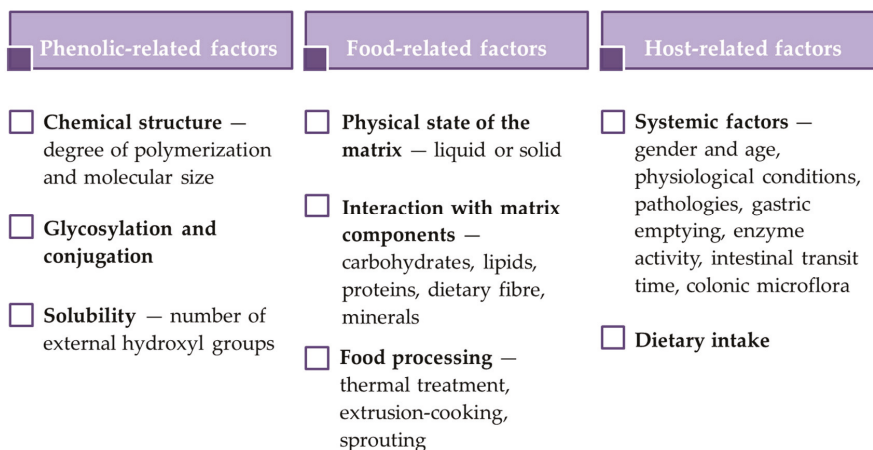 Phenolic-related factors
Chemical structure —
degree of polymerization
and molecular size
Glycosylation and
conjugation
Solubility — number of
external hydroxyl groups
Food-related factors
Physical state of the
matrix — liquid or solid
Interaction with matrix
components —
carbohydrates, lipids,
proteins, dietary fibre,
minerals
Food processing —
thermal treatment,
extrusion-cooking,
sprouting
Host-related factors
Systemic factors —
gender and age,
physiological conditions,
pathologies, gastric
emptying, enzyme
activity, intestinal transit
time, colonic microflora
Dietary intake